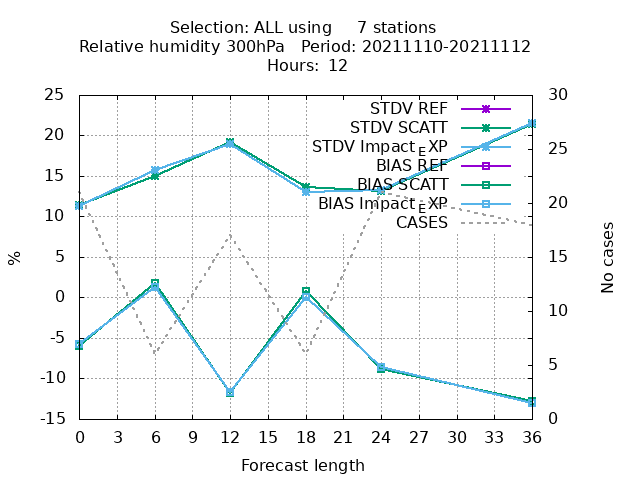 Selection: ALL using 7 stations
Relative humidity 300hPa Period: 20211110-20211112
Hours: 12
25
20
15
10
5
0
-5
-10
-15
%
STDV REF
STDV SCATT
STDV Impact_EXP
BIAS REF
BIAS SCATT
BIAS Impact_EXP
CASES
30
25
20
15
10
5
0
No cases
0 3 6 9 12 15 18 21 24 27 30 33 36
Forecast length